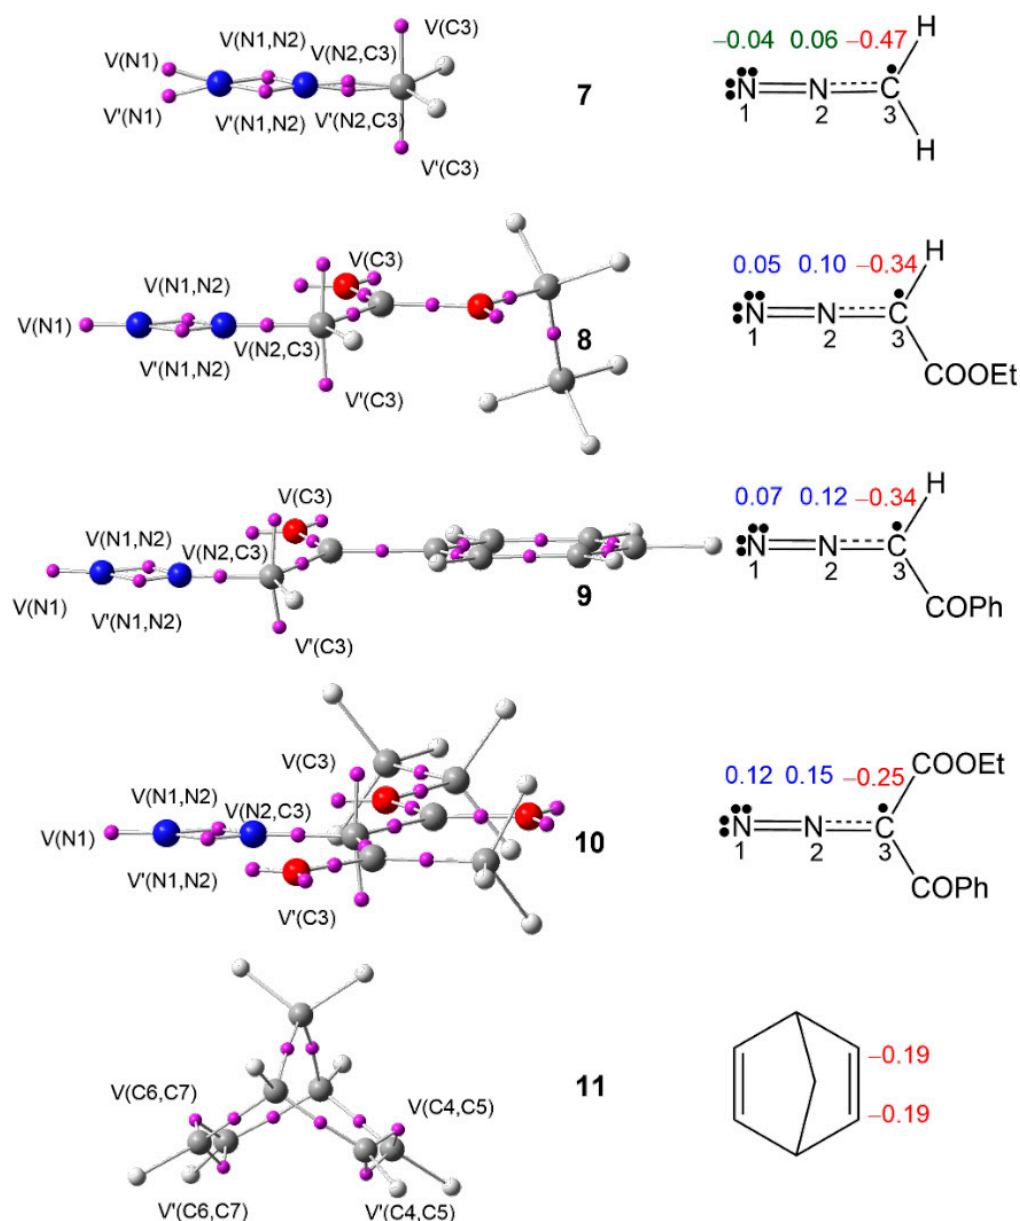 V(C3)
V(N1,N2)
V(N1)
V(N2,C3)
V'(N1)
V'(N1,N2)
V'(N2,C3)
V'(C3)
7
−0.04 0.06 −0.47
H
N N C
1 2 3
H
V(C3)
V(N1,N2)
V(N1)
V(N2,C3)
V'(N1,N2)
V'(C3)
8
0.05 0.10 −0.34
H
N N C
1 2 3
COOEt
V(C3)
V(N1,N2)
V(N2,C3)
V(N1)
V'(N1,N2)
V'(C3)
9
0.07 0.12 −0.34
H
N N C
1 2 3
COPh
V(C3)
V(N1,N2)
V(N2,C3)
V(N1)
V'(N1,N2)
V'(C3)
10
0.12 0.15 −0.25
COOEt
N N C
1 2 3
COPh
V(C6,C7)
V(C4,C5)
V'(C6,C7)
V'(C4,C5)
11
−0.19
−0.19